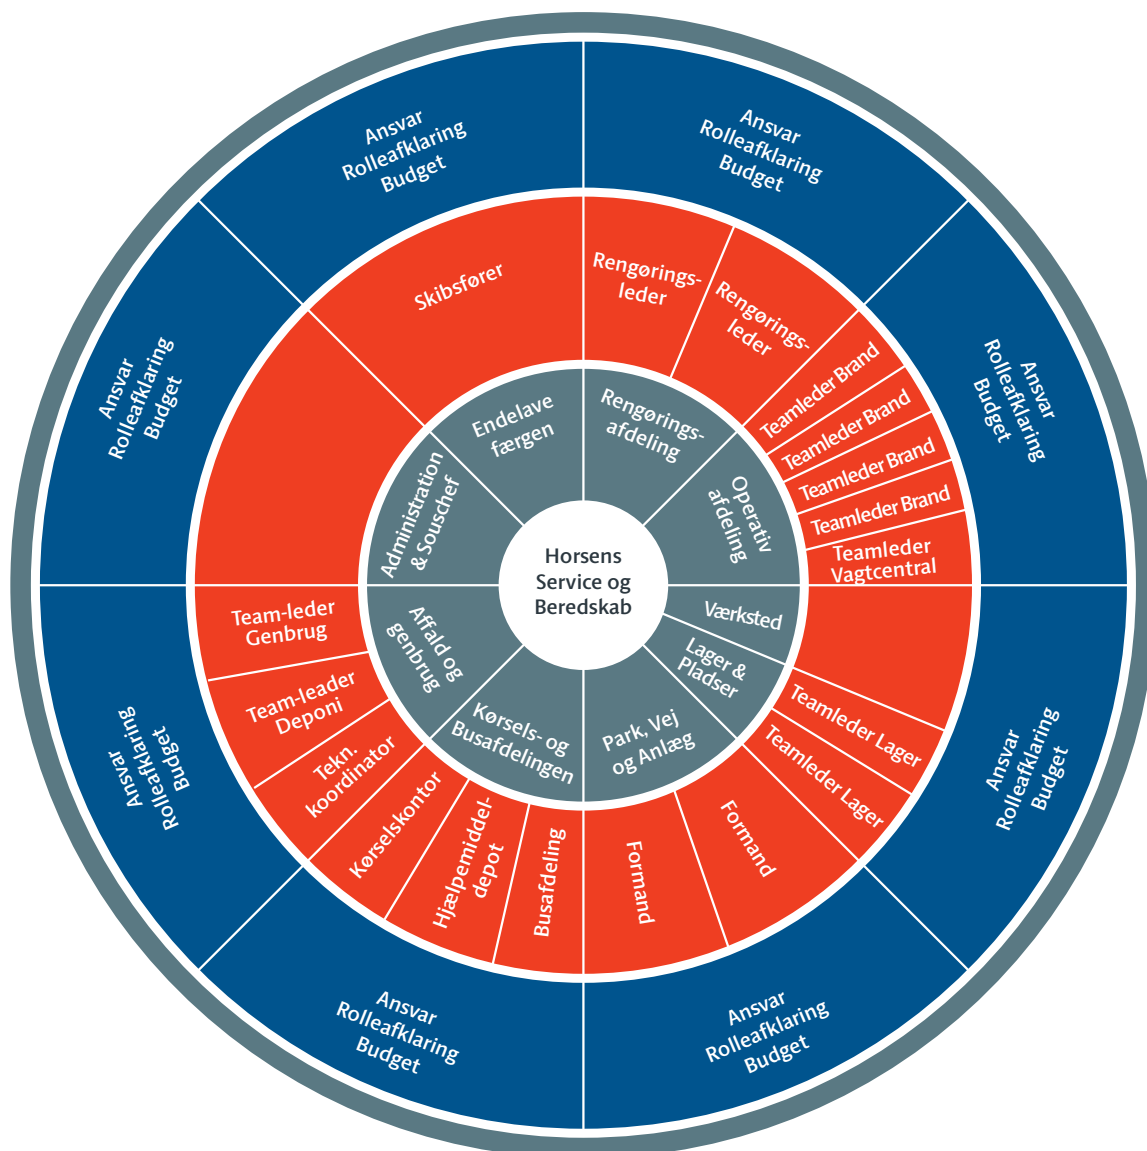 Ansvar
Rolleafklaring
Budget
Ansvar
Rolleafklaring
Budget
Ansvar
Rolleafklaring
Budget
Ansvar
Rolleafklaring
Budget
Ansvar
Rolleafklaring
Budget
Ansvar
Rolleafklaring
Budget
Ansvar
Rolleafklaring
Budget
Ansvar
Rolleafklaring
Budget
Skibsfører
Rengørings-
leder
Rengørings-
leder
Teamleder Brand
Teamleder Brand
Teamleder Brand
Teamleder Brand
Teamleder
Vagtcentral
Teamleder Lager
Teamleder Lager
Formand
Formand
Busafdeling
Hjælpemiddel-
depot
Kørselskontor
Tekn.
koordinator
Team-leader
Deponi
Team-leder
Genbrug
Endelave
færgen
Rengørings-
afdeling
Operativ
afdeling
Værksted
Lager &
Pladser
Park, Vej
og Anlæg
Kørsels- og
Busafdelingen
Affald og
genbrug
Administration
& Souschef
Horsens
Service og
Beredskab